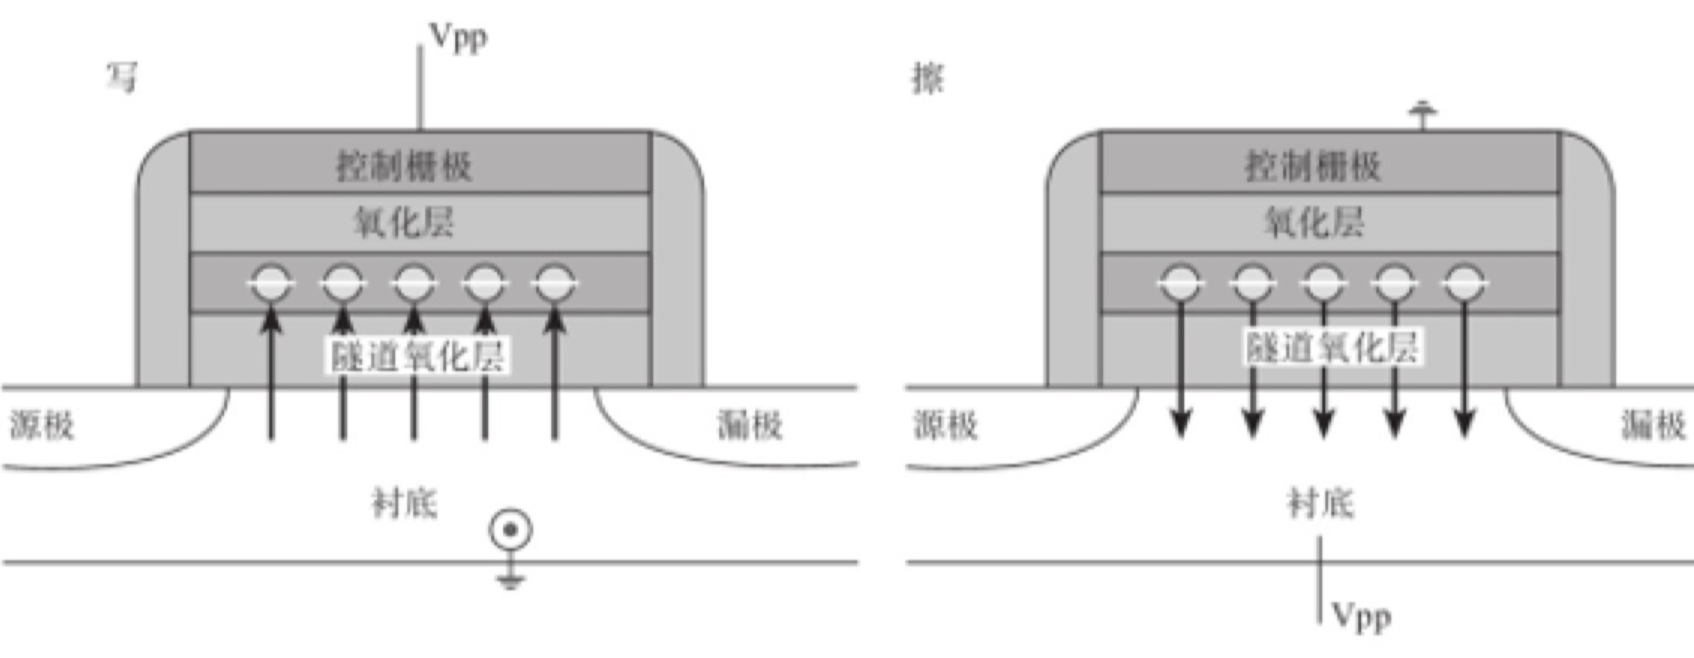 写
Vpp
控制栅极
氧化层
隧道氧化层
源极
漏极
衬底
擦
控制栅极
氧化层
隧道氧化层
源极
漏极
衬底
Vpp